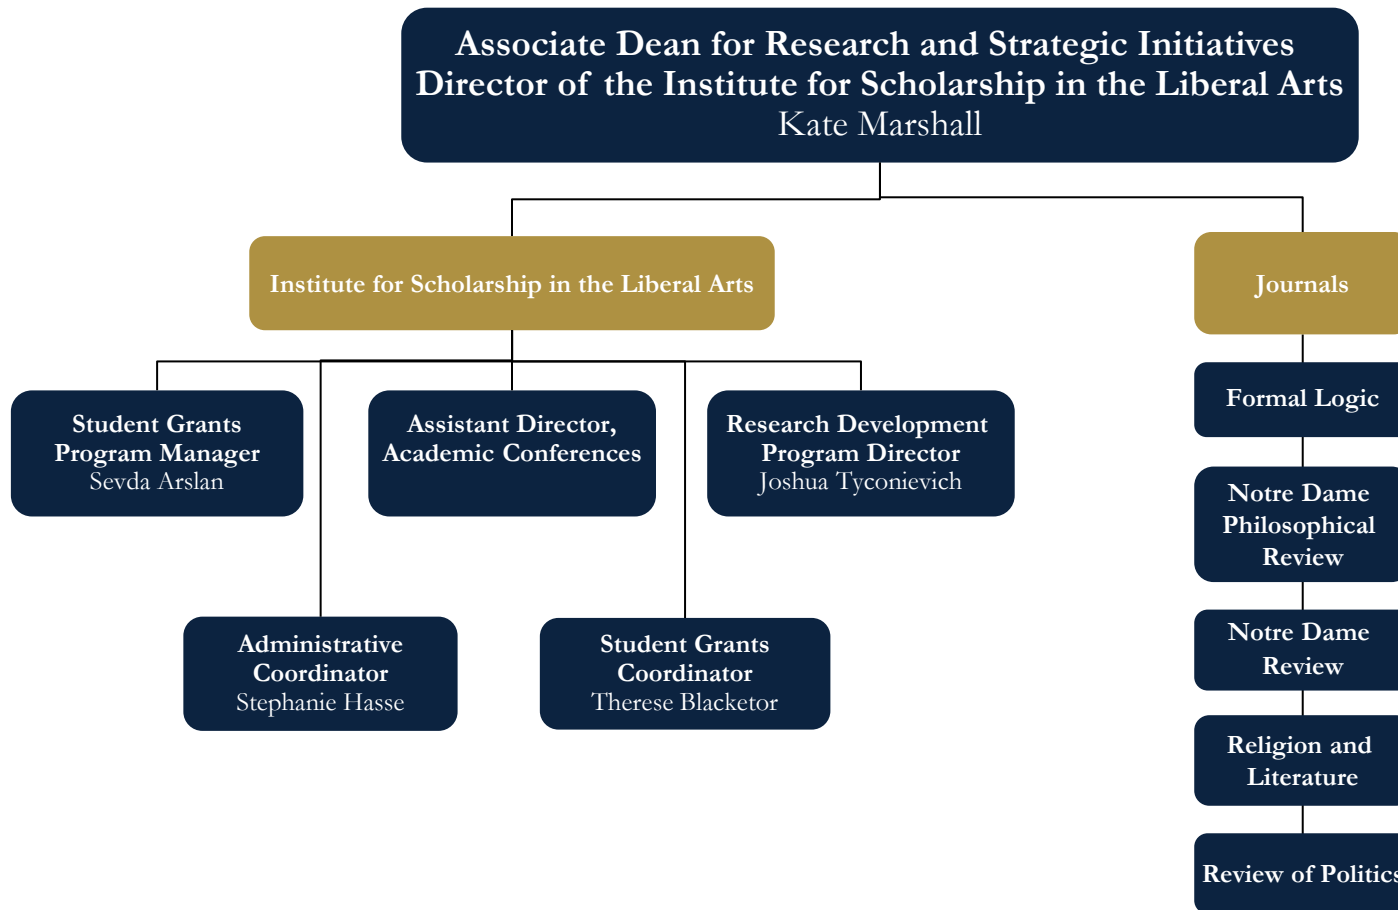 Associate Dean for Research and Strategic Initiatives
Director of the Institute for Scholarship in the Liberal Arts
Kate Marshall
Institute for Scholarship in the Liberal Arts
Journals
Student Grants
Program Manager
Sevda Arslan
Assistant Director,
Academic Conferences
Research Development
Program Director
Joshua Tyconievich
Administrative
Coordinator
Stephanie Hasse
Student Grants
Coordinator
Therese Blacketor
Formal Logic
Notre Dame
Philosophical
Review
Notre Dame
Review
Religion and
Literature
Review of Politics